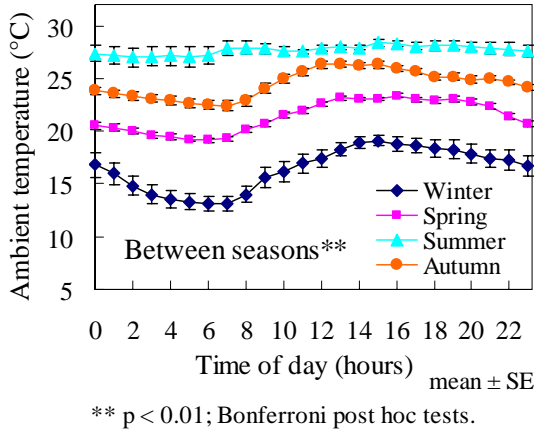 Ambient temperature (°C)
30
25
20
15
10
5
Winter
Spring
Summer
Autumn
Between seasons**
0 2 4 6 8 10 12 14 16 18 20 22
Time of day (hours)
mean ± SE
** p < 0.01; Bonferroni post hoc tests.